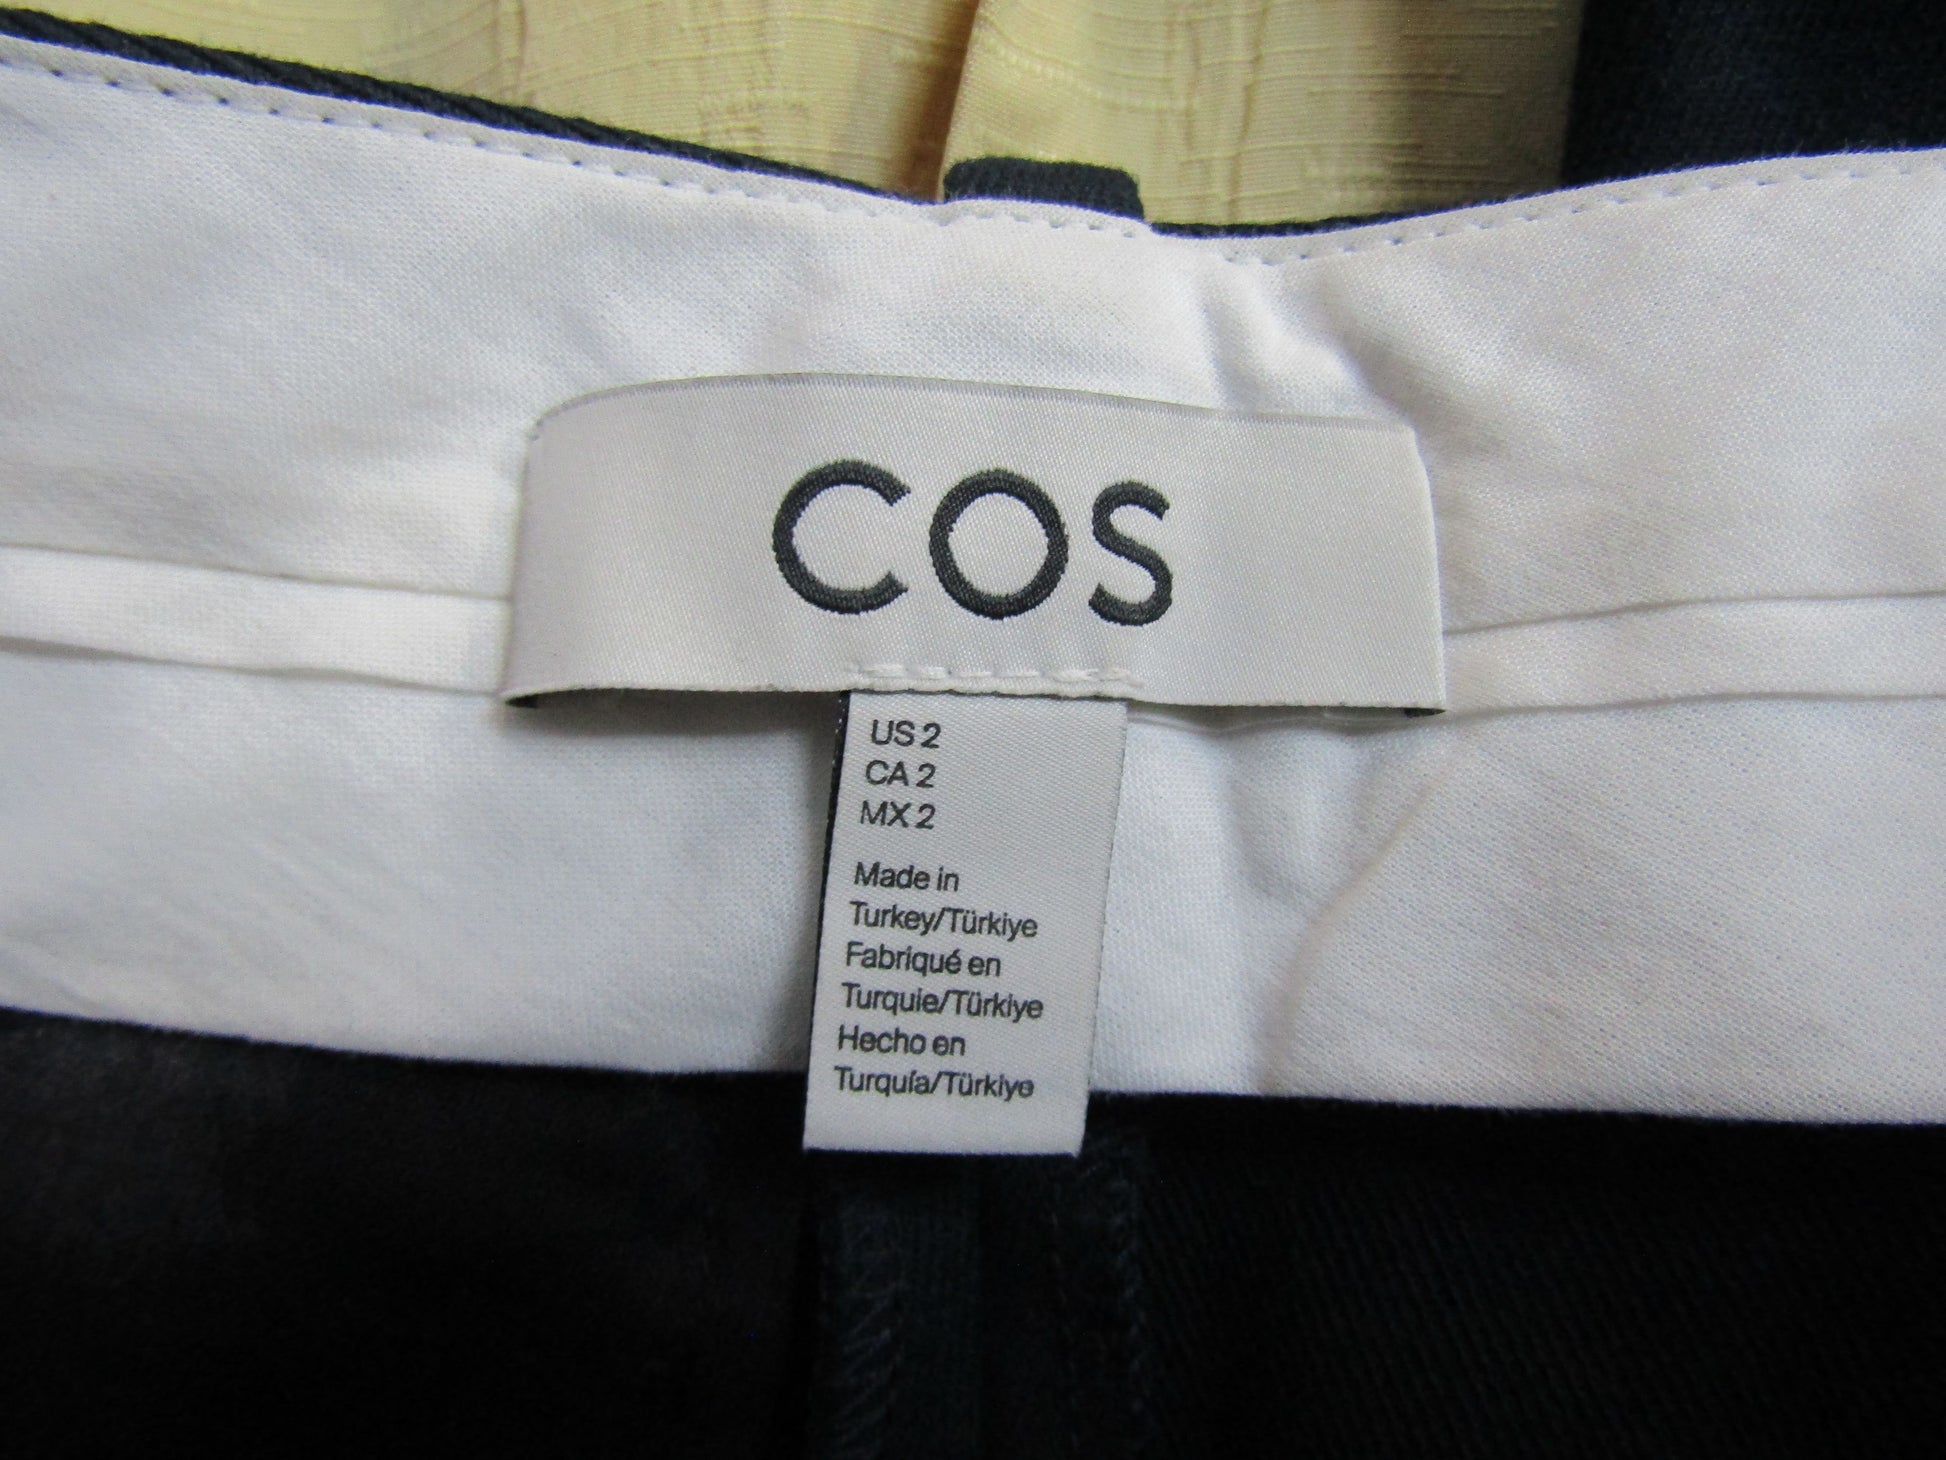 COS
US 2
CA 2
MX 2
Made in
Turkey/Türkiye
Fabriqué en
Turquie/Türkiye
Hecho en
Turquía/Türkiye